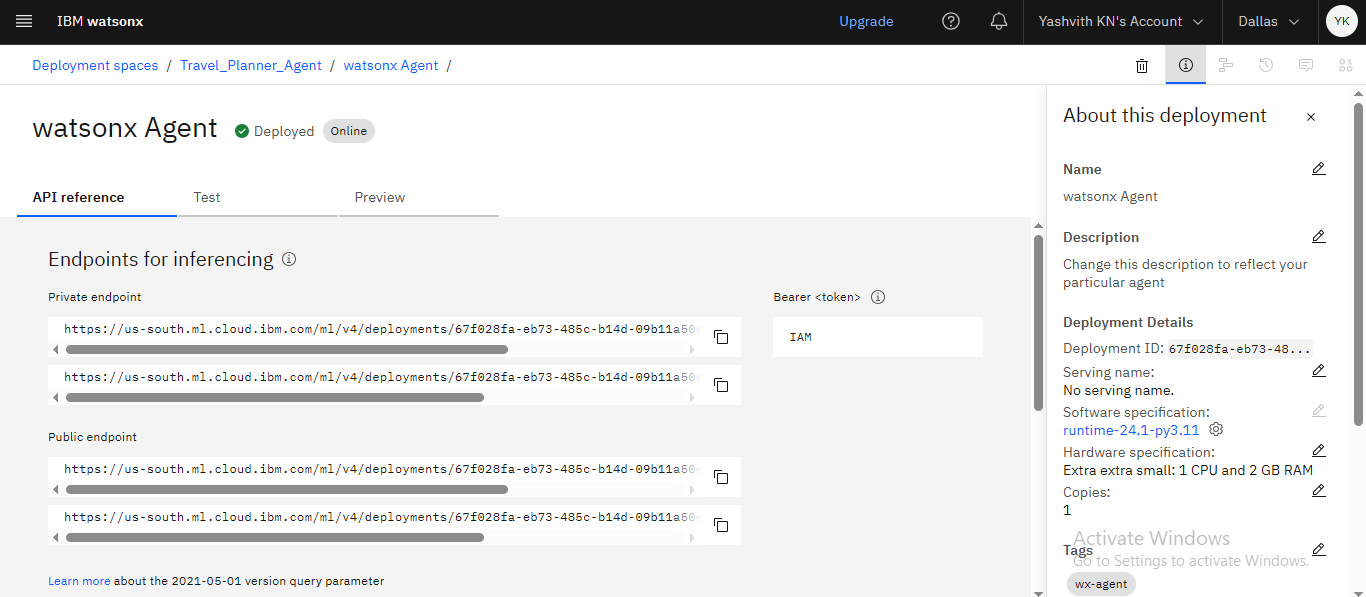 IBM watsonx
Upgrade
Yashvith KN's Account
Dallas
YK
Deployment spaces / Travel_Planner_Agent / watsonx Agent /
watsonx Agent
Deployed
Online
API reference
Test
Preview
Endpoints for inferencing
Private endpoint
https://us-south.ml.cloud.ibm.com/ml/v4/deployments/67f028fa-eb73-485c-b14d-09b11a50
https://us-south.ml.cloud.ibm.com/ml/v4/deployments/67f028fa-eb73-485c-b14d-09b11a50
Public endpoint
https://us-south.ml.cloud.ibm.com/ml/v4/deployments/67f028fa-eb73-485c-b14d-09b11a50
https://us-south.ml.cloud.ibm.com/ml/v4/deployments/67f028fa-eb73-485c-b14d-09b11a50
Learn more about the 2021-05-01 version query parameter
Bearer <token>
IAM
About this deployment
Name
watsonx Agent
Description
Change this description to reflect your
particular agent
Deployment Details
Deployment ID: 67f028fa-eb73-48...
Serving name:
No serving name.
Software specification:
runtime-24.1-py3.11
Hardware specification:
Extra extra small: 1 CPU and 2 GB RAM
Copies:
1
Tags
wx-agent
Activate Windows
Go to Settings to activate Windows.